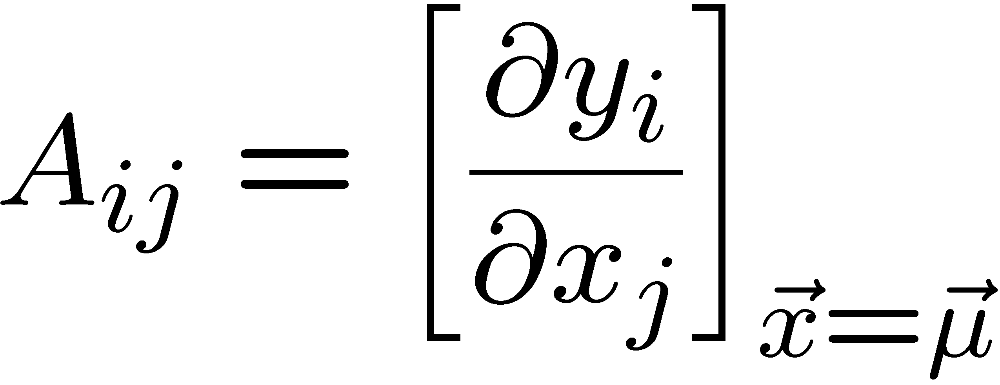 $A_{ij} = \left[ \frac{\partial y_i}{\partial x_j} \right]_{\vec{x}=\vec{\mu}}$